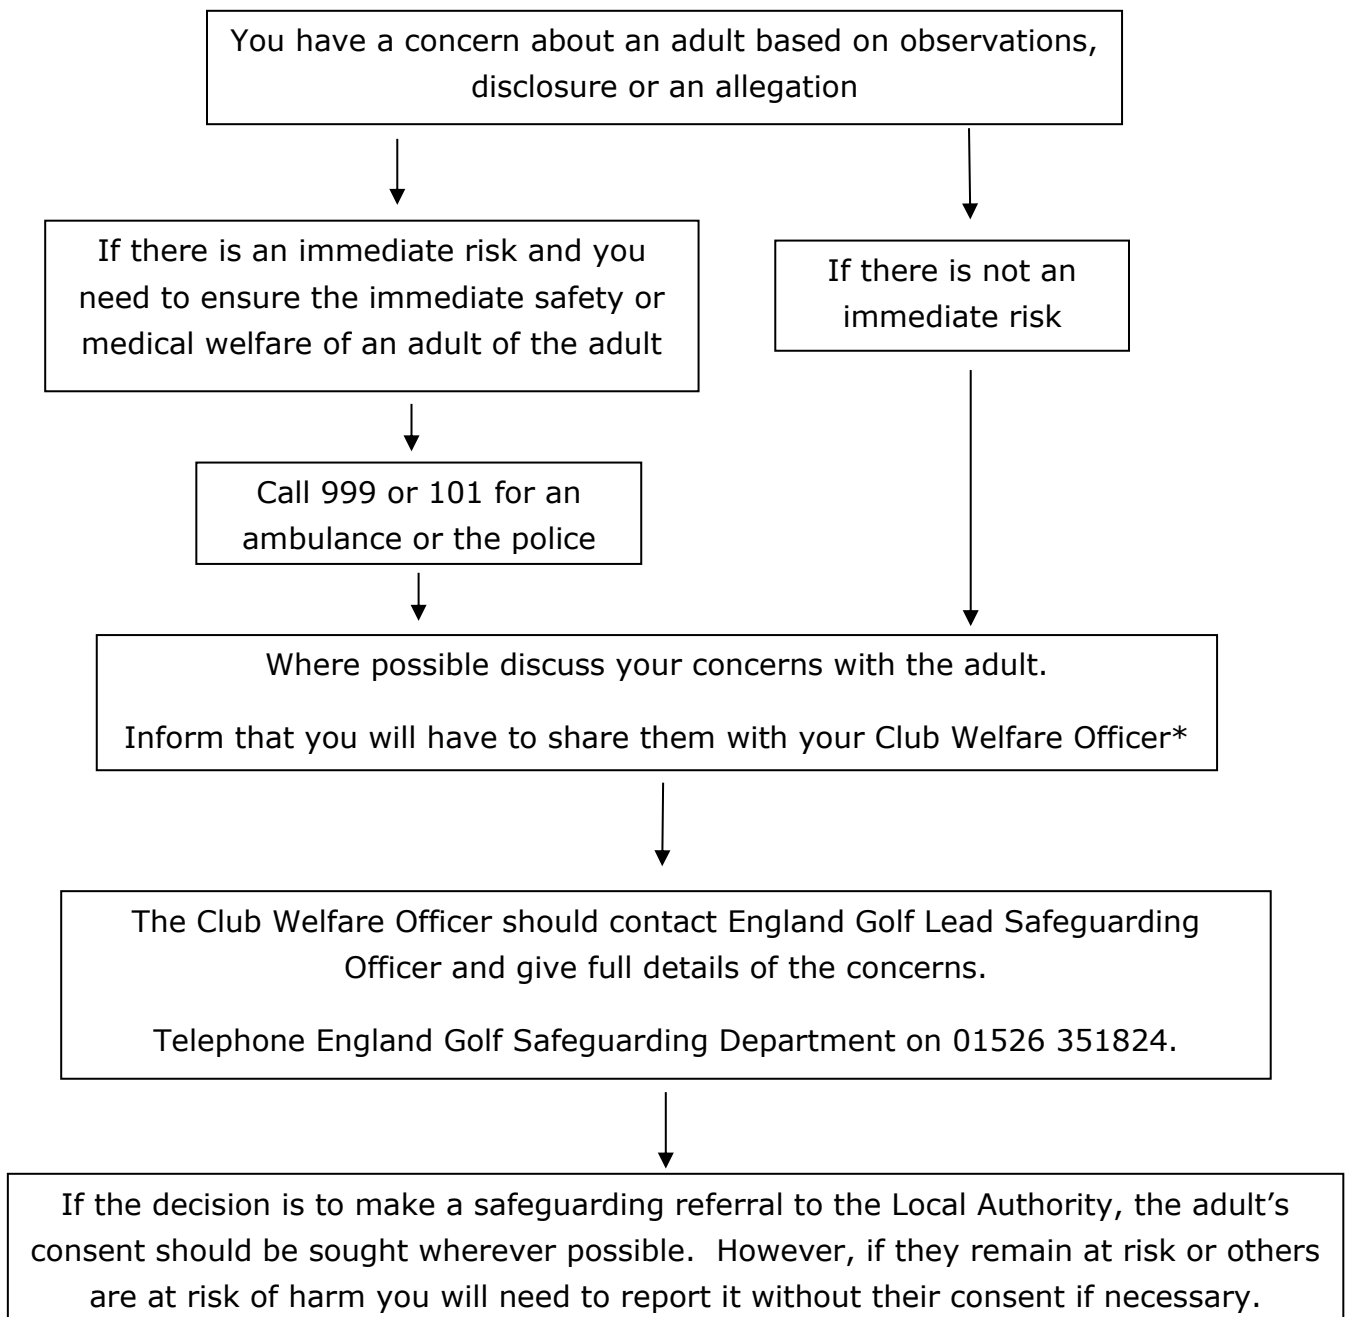 You have a concern about an adult based on observations,
disclosure or an allegation
If there is an immediate risk and you
need to ensure the immediate safety or
medical welfare of an adult of the adult
If there is not an
immediate risk
Call 999 or 101 for an
ambulance or the police
Where possible discuss your concerns with the adult.
Inform that you will have to share them with your Club Welfare Officer*
The Club Welfare Officer should contact England Golf Lead Safeguarding
Officer and give full details of the concerns.
Telephone England Golf Safeguarding Department on 01526 351824.
If the decision is to make a safeguarding referral to the Local Authority, the adult’s
consent should be sought wherever possible.  However, if they remain at risk or others
are at risk of harm you will need to report it without their consent if necessary.